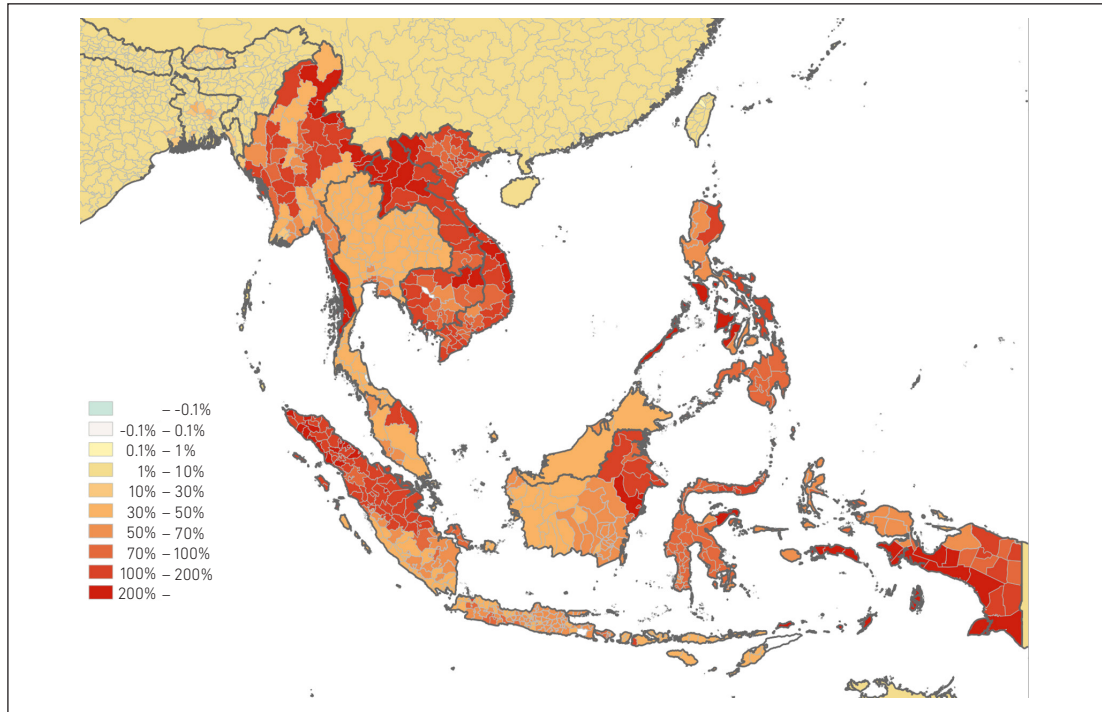 – -0.1%
-0.1% – 0.1%
0.1% – 1%
1% – 10%
10% – 30%
30% – 50%
50% – 70%
70% – 100%
100% – 200%
200% –